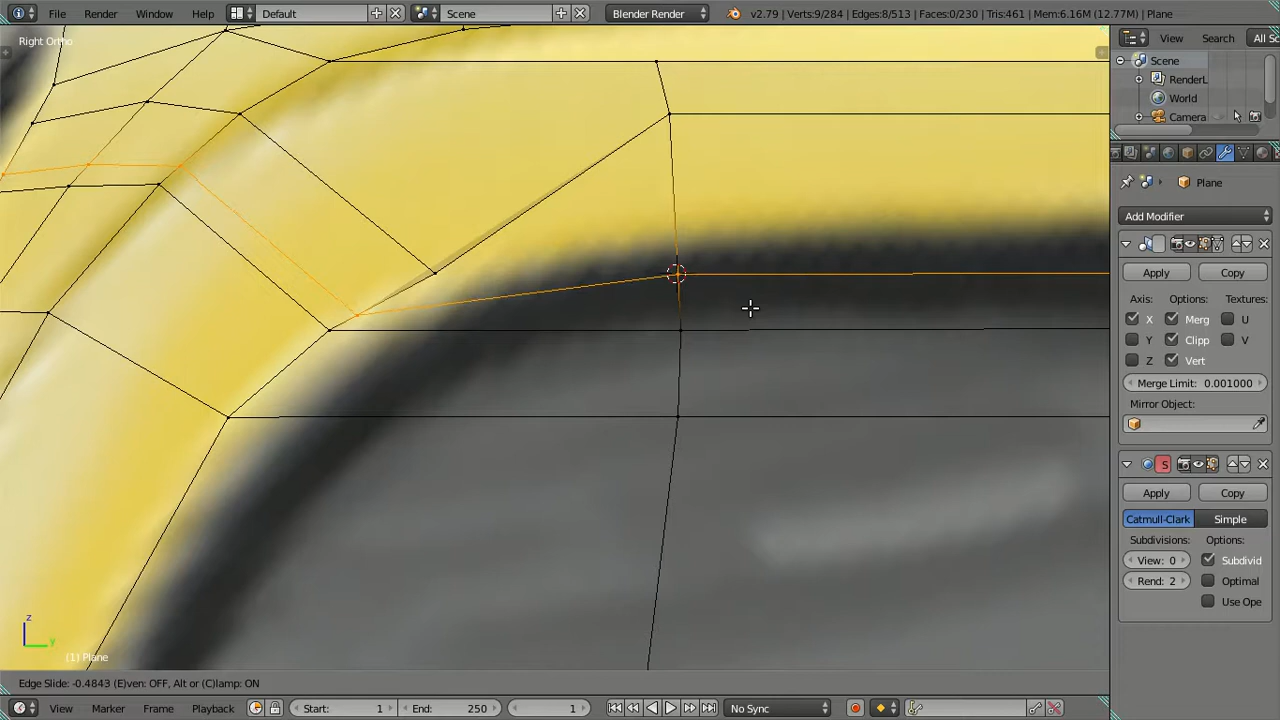 File Render Window Help Default Scene Blender Render v2.79 | Verts:9/284 | Edges:8/513 | Faces:0/230 | Tris:461 | Mem:6.16M (12.77M) | Plane
Right Ortho
View Search All Sc
Scene
RenderL
World
Camera
Plane
Add Modifier
Apply Copy
Axis: Options: Textures:
X Merg U
Y Clipp V
Z Vert
Merge Limit: 0.001000
Mirror Object:
S
Apply Copy
Catmull-Clark Simple
Subdivisions: Options:
View: 0 Subdivid
Rend: 2 Optimal
Use Ope
z
y
(1) Plane
Edge Slide: -0.4843 (E)ven: OFF, Alt or (C)lamp: ON
View Marker Frame Playback Start: 1 End: 250 1 No Sync